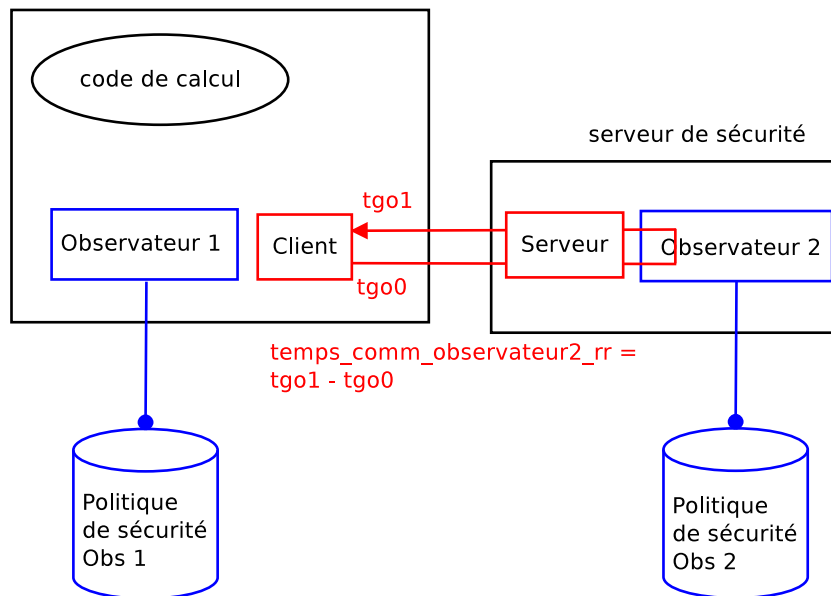 code de calcul
serveur de sécurité
tgo1
Observateur 1
Client
Serveur
Observateur 2
tgo0
temps_comm_observateur2_rr =
tgo1 - tgo0
Politique
de sécurité
Obs 1
Politique
de sécurité
Obs 2